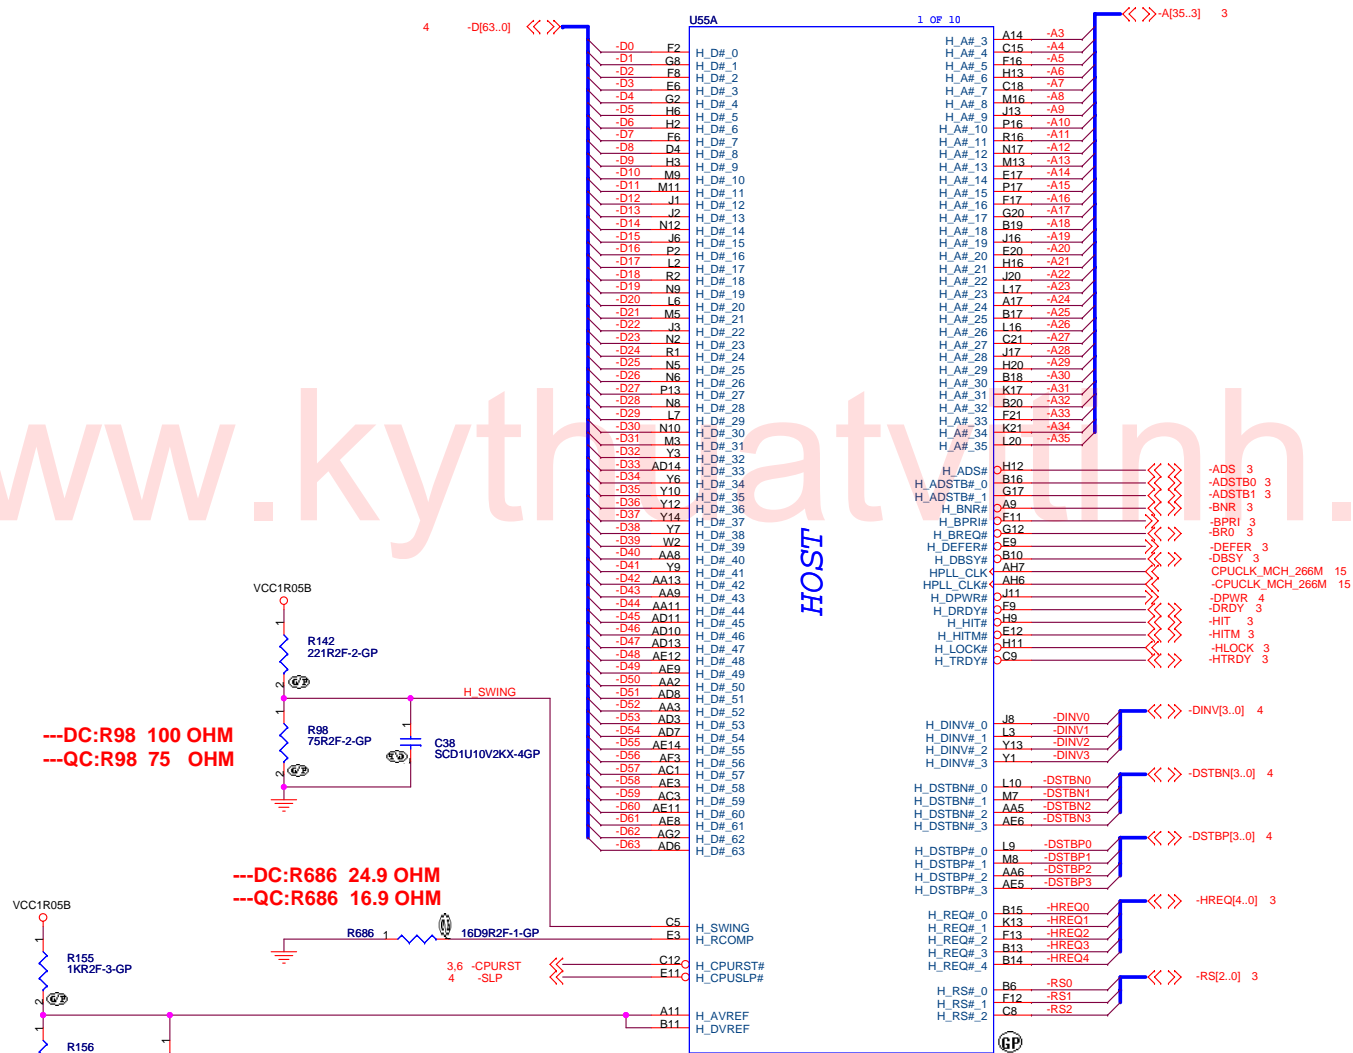 U55A
1 OF 10
4 -D[63..0]
-A[35..3] 3
-D0 F2 H_D#_0
-D1 G8 H_D#_1
-D2 F8 H_D#_2
-D3 E6 H_D#_3
-D4 G2 H_D#_4
-D5 H6 H_D#_5
-D6 H2 H_D#_6
-D7 F6 H_D#_7
-D8 D4 H_D#_8
-D9 H3 H_D#_9
-D10 M9 H_D#_10
-D11 M11 H_D#_11
-D12 J1 H_D#_12
-D13 J2 H_D#_13
-D14 N12 H_D#_14
-D15 J6 H_D#_15
-D16 P2 H_D#_16
-D17 L2 H_D#_17
-D18 R2 H_D#_18
-D19 N9 H_D#_19
-D20 L6 H_D#_20
-D21 M5 H_D#_21
-D22 J3 H_D#_22
-D23 N2 H_D#_23
-D24 R1 H_D#_24
-D25 N5 H_D#_25
-D26 N6 H_D#_26
-D27 P13 H_D#_27
-D28 N8 H_D#_28
-D29 L7 H_D#_29
-D30 N10 H_D#_30
-D31 M3 H_D#_31
-D32 Y3 H_D#_32
-D33 AD14 H_D#_33
-D34 Y6 H_D#_34
-D35 Y10 H_D#_35
-D36 Y12 H_D#_36
-D37 Y14 H_D#_37
-D38 Y7 H_D#_38
-D39 W2 H_D#_39
-D40 AA8 H_D#_40
-D41 Y9 H_D#_41
-D42 AA13 H_D#_42
-D43 AA9 H_D#_43
-D44 AA11 H_D#_44
-D45 AD11 H_D#_45
-D46 AD10 H_D#_46
-D47 AD13 H_D#_47
-D48 AE12 H_D#_48
-D49 AE9 H_D#_49
-D50 AA2 H_D#_50
-D51 AD8 H_D#_51
-D52 AA3 H_D#_52
-D53 AD3 H_D#_53
-D54 AD7 H_D#_54
-D55 AE14 H_D#_55
-D56 AF3 H_D#_56
-D57 AC1 H_D#_57
-D58 AE3 H_D#_58
-D59 AC3 H_D#_59
-D60 AE11 H_D#_60
-D61 AE8 H_D#_61
-D62 AG2 H_D#_62
-D63 AD6 H_D#_63
H_A#_3 A14 -A3
H_A#_4 C15 -A4
H_A#_5 F16 -A5
H_A#_6 H13 -A6
H_A#_7 C18 -A7
H_A#_8 M16 -A8
H_A#_9 J13 -A9
H_A#_10 P16 -A10
H_A#_11 R16 -A11
H_A#_12 N17 -A12
H_A#_13 M13 -A13
H_A#_14 E17 -A14
H_A#_15 P17 -A15
H_A#_16 F17 -A16
H_A#_17 G20 -A17
H_A#_18 B19 -A18
H_A#_19 J16 -A19
H_A#_20 E20 -A20
H_A#_21 H16 -A21
H_A#_22 J20 -A22
H_A#_23 L17 -A23
H_A#_24 A17 -A24
H_A#_25 B17 -A25
H_A#_26 L16 -A26
H_A#_27 C21 -A27
H_A#_28 J17 -A28
H_A#_29 H20 -A29
H_A#_30 B18 -A30
H_A#_31 K17 -A31
H_A#_32 B20 -A32
H_A#_33 F21 -A33
H_A#_34 K21 -A34
H_A#_35 L20 -A35
H_ADS# H12 -ADS 3
H_ADSTB#_0 B16 -ADSTB0 3
H_ADSTB#_1 G17 -ADSTB1 3
H_BNR# A9 -BNR 3
H_BPRI# F11 -BPRI 3
H_BREQ# G12 -BR0 3
H_DEFER# E9 -DEFER 3
H_DBSY# B10 -DBSY 3
HPLL_CLK AH7 CPUCLK_MCH_266M 15
HPLL_CLK# AH6 -CPUCLK_MCH_266M 15
H_DPWR# J11 -DPWR 4
H_DRDY# F9 -DRDY 3
H_HIT# H9 -HIT 3
H_HITM# E12 -HITM 3
H_LOCK# H11 -HLOCK 3
H_TRDY# C9 -HTRDY 3
HOST
www.kythuatvitinh.
-DINV[3..0] 4
H_DINV#_0 J8 -DINV0
H_DINV#_1 L3 -DINV1
H_DINV#_2 Y13 -DINV2
H_DINV#_3 Y1 -DINV3
-DSTBN[3..0] 4
H_DSTBN#_0 L10 -DSTBN0
H_DSTBN#_1 M7 -DSTBN1
H_DSTBN#_2 AA5 -DSTBN2
H_DSTBN#_3 AE6 -DSTBN3
-DSTBP[3..0] 4
H_DSTBP#_0 L9 -DSTBP0
H_DSTBP#_1 M8 -DSTBP1
H_DSTBP#_2 AA6 -DSTBP2
H_DSTBP#_3 AE5 -DSTBP3
-HREQ[4..0] 3
H_REQ#_0 B15 -HREQ0
H_REQ#_1 K13 -HREQ1
H_REQ#_2 F13 -HREQ2
H_REQ#_3 B13 -HREQ3
H_REQ#_4 B14 -HREQ4
-RS[2..0] 3
H_RS#_0 B6 -RS0
H_RS#_1 F12 -RS1
H_RS#_2 C8 -RS2
GP
VCC1R05B
1
R142
221R2F-2-GP
2 GP
H_SWING
1
R98
75R2F-2-GP
2 GP
1
C38
SCD1U10V2KX-4GP
---DC:R98 100 OHM
---QC:R98 75 OHM
---DC:R686 24.9 OHM
---QC:R686 16.9 OHM
C5 H_SWING
R686 1 16D9R2F-1-GP E3 H_RCOMP
3,6 -CPURST C12 H_CPURST#
4 -SLP E11 H_CPUSLP#
VCC1R05B
1
R155
1KR2F-3-GP
2 GP
A11 H_AVREF
B11 H_DVREF
1
R156
1